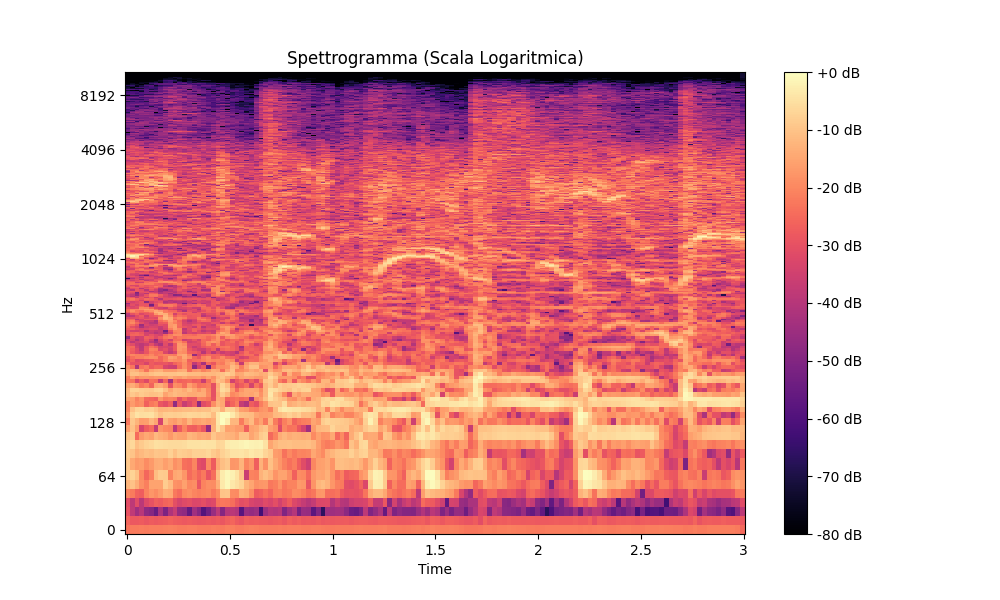 Spettrogramma (Scala Logaritmica)
Hz
8192
4096
2048
1024
512
256
128
64
0
0
0.5
1
1.5
2
2.5
3
Time
+0 dB
-10 dB
-20 dB
-30 dB
-40 dB
-50 dB
-60 dB
-70 dB
-80 dB